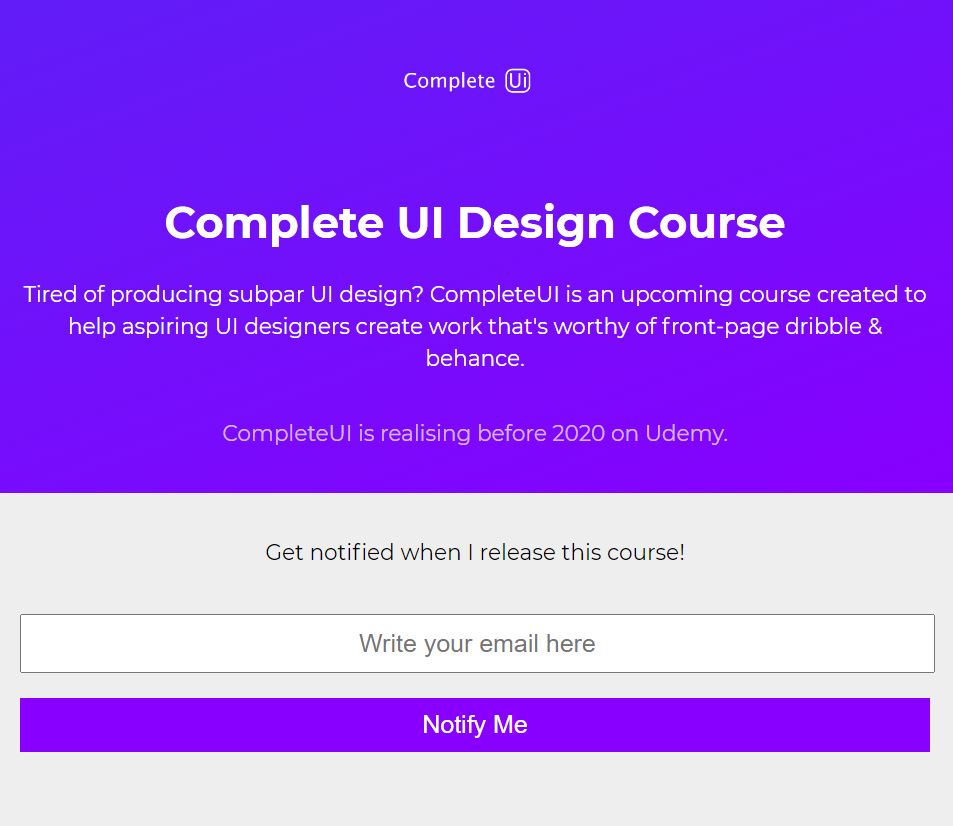 Complete Ui
Complete UI Design Course
Tired of producing subpar UI design? CompleteUI is an upcoming course created to
help aspiring UI designers create work that's worthy of front-page dribble &
behance.
CompleteUI is realising before 2020 on Udemy.
Get notified when I release this course!
Write your email here
Notify Me